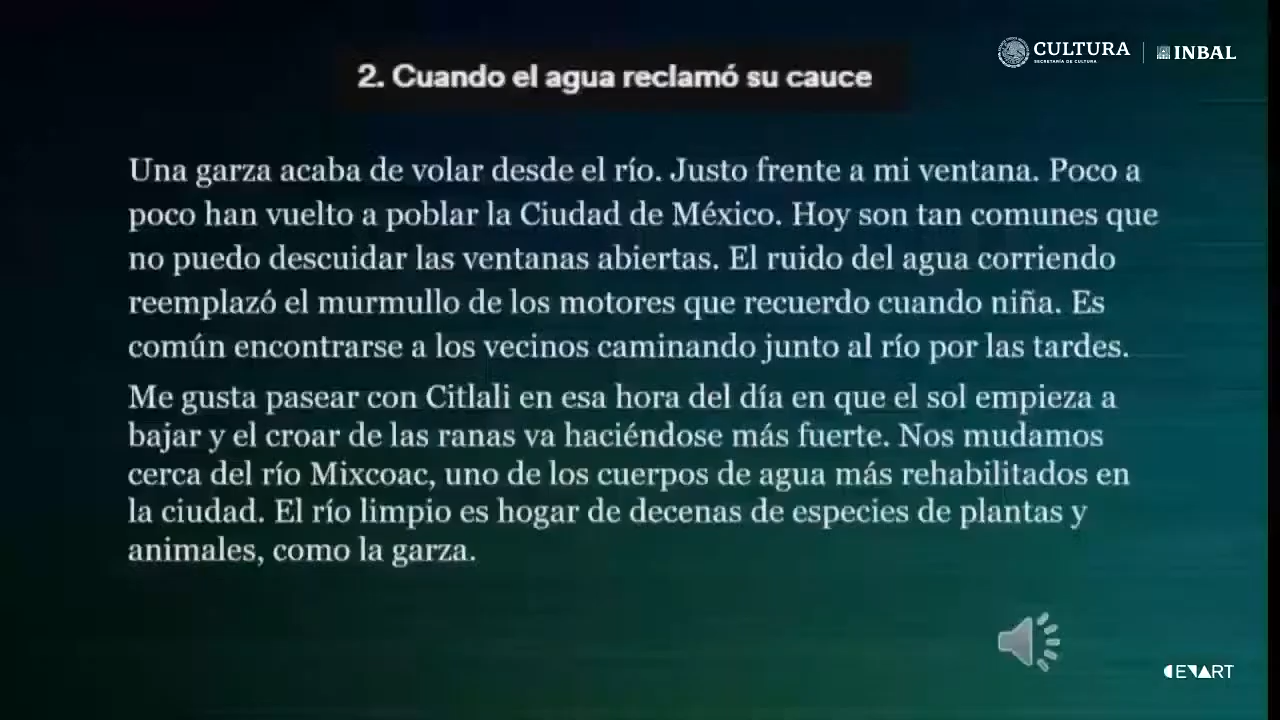 CULTURA
SECRETARÍA DE CULTURA
INBAL
2. Cuando el agua reclamó su cauce
Una garza acaba de volar desde el río. Justo frente a mi ventana. Poco a
poco han vuelto a poblar la Ciudad de México. Hoy son tan comunes que
no puedo descuidar las ventanas abiertas. El ruido del agua corriendo
reemplazó el murmullo de los motores que recuerdo cuando niña. Es
común encontrarse a los vecinos caminando junto al río por las tardes.
Me gusta pasear con Citlali en esa hora del día en que el sol empieza a
bajar y el croar de las ranas va haciéndose más fuerte. Nos mudamos
cerca del río Mixcoac, uno de los cuerpos de agua más rehabilitados en
la ciudad. El río limpio es hogar de decenas de especies de plantas y
animales, como la garza.
CENART